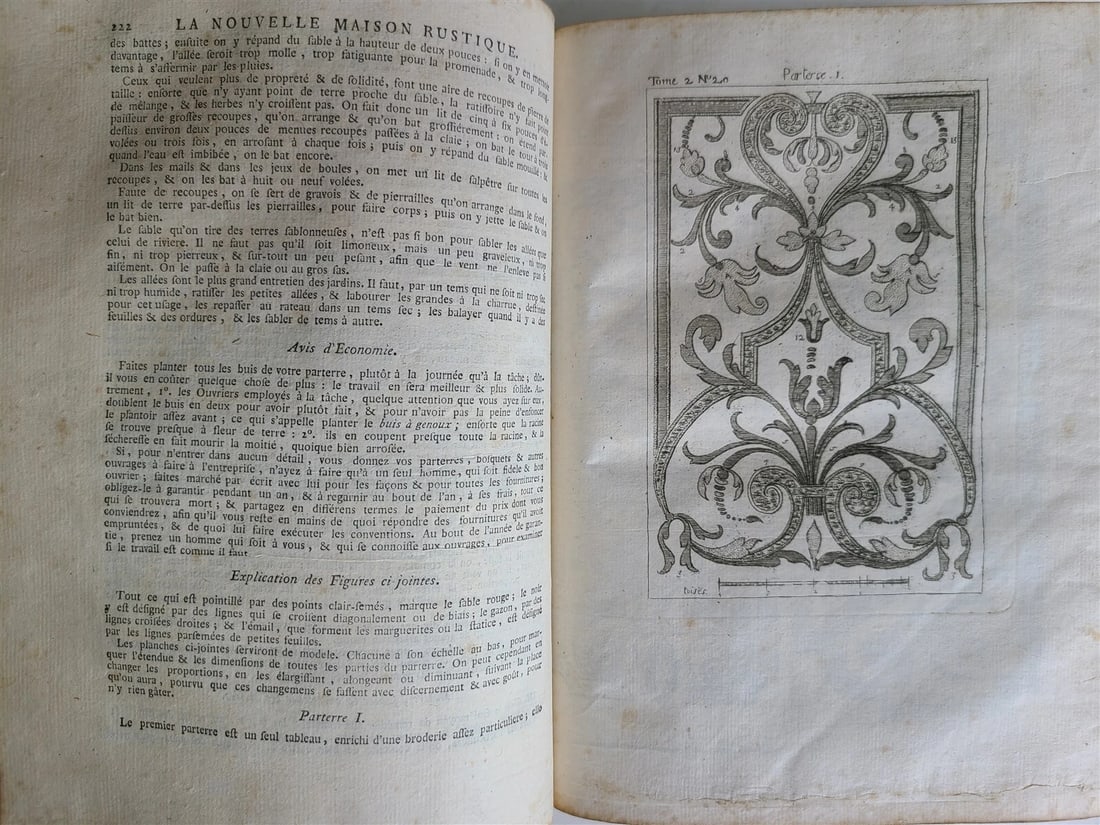 222 LA NOUVELLE MAISON RUSTIQUE,
des battes ; ensuite on y répand du sable à la hauteur de deux pouces : si on y en mettoit
davantage, l'allée seroit trop molle, trop fatiguante pour la promenade, & trop long-
tems à s'affermir par les pluies.
Ceux qui veulent plus de propreté & de solidité, font une aire de recoupes de pierre de
taille : ensorte que n'y ayant point de terre proche du sable, la ratissoire n'y fait point
de mélange, & les herbes n'y croissent pas. On fait donc un lit de cinq à six pouces d'é-
paisseur de grosses recoupes, qu'on arrange & qu'on bat grossiérement : on étend par-
dessus environ deux pouces de menues recoupes passées à la claie ; on bat le tour à trois
volées ou trois fois, en arrosant à chaque fois ; puis on y répand du sable mouillé : &
quand l'eau est imbibée, on le bat encore.
Dans les mails & dans les jeux de boules, on met un lit de salpêtre sur toutes les
recoupes, & on les bat à huit ou neuf volées.
Faute de recoupes, on se sert de gravois & de pierrailles qu'on arrange dans le fond,
un lit de terre par-dessus les pierrailles, pour faire corps ; puis on y jette le sable & on
le bat bien.
Le sable qu'on tire des terres sablonneuses, n'est pas si bon pour sabler les allées que
celui de riviere. Il ne faut pas qu'il soit limoneux, mais un peu graveleux, ni trop
fin, ni trop pierreux, & sur-tout un peu pesant, afin que le vent ne l'enleve pas si
aisément. On le passe à la claie ou au gros sas.
Les allées sont le plus grand entretien des jardins. Il faut, par un tems qui ne soit ni trop sec
ni trop humide, ratisser les petites allées, & labourer les grandes à la charrue, destinée
pour cet usage, les repasser au rateau dans un tems sec ; les balayer quand il y a des
feuilles & des ordures, & les sabler de tems à autre.
Avis d'Economie.
Faites planter tous les buis de votre parterre, plutôt à la journée qu'à la tâche ; dût-
il vous en coûter quelque chose de plus : le travail en sera meilleur & plus solide. Au-
trement, 1°. les Ouvriers employés à la tâche, quelque attention que vous ayez sur eux,
doublent le buis en deux pour avoir plutôt fait, & pour n'avoir pas la peine d'enfoncer
le plantoir assez avant ; ce qui s'appelle planter le buis à genoux ; ensorte que la racine
se trouve presque à fleur de terre : 2°. ils en coupent presque toute la racine, & la
sécheresse en fait mourir la moitié, quoique bien arrosée.
Si, pour n'entrer dans aucun détail, vous donnez vos parterres, bosquets & autres
ouvrages à faire à l'entreprise, n'ayez à faire qu'à un seul homme, qui soit fidele & bon
ouvrier ; faites marché par écrit avec lui pour les façons & pour toutes les fournitures ;
obligez-le à garantir pendant un an, & à regarnir au bout de l'an, à ses frais, tout ce
qui se trouvera mort ; & partagez en différens termes le paiement du prix dont vous
conviendrez, afin qu'il vous reste en mains de quoi répondre des fournitures qu'il avoit
empruntées, & de quoi lui faire exécuter les conventions. Au bout de l'année de garan-
tie, prenez un homme qui soit à vous, & qui se connoisse aux ouvrages, pour examiner
si le travail est comme il faut.
Explication des Figures ci-jointes.
Tout ce qui est pointillé par des points clair-semés, marque le sable rouge ; le noir
y est désigné par des lignes qui se croisent diagonalement ou de biais ; le gazon, par des
lignes croisées droites ; & l'émail, que forment les marguerites ou la statice, est désigné
par les lignes parsemées de petites feuilles.
Les planches ci-jointes serviront de modele. Chacune a son échelle au bas, pour mar-
quer l'étendue & les dimensions de toutes les parties du parterre. On peut cependant en
changer les proportions, en les élargissant, alongeant ou diminuant, suivant la place
qu'on aura, pourvu que ces changemens se fassent avec discernement & avec goût, pour
n'y rien gâter.
Parterre I.
Le premier parterre est un seul tableau, enrichi d'une broderie assez particuliere ; elle
Tome 2 N° 20 Parterre. 1.
2
2
4
4
2
12
Toises